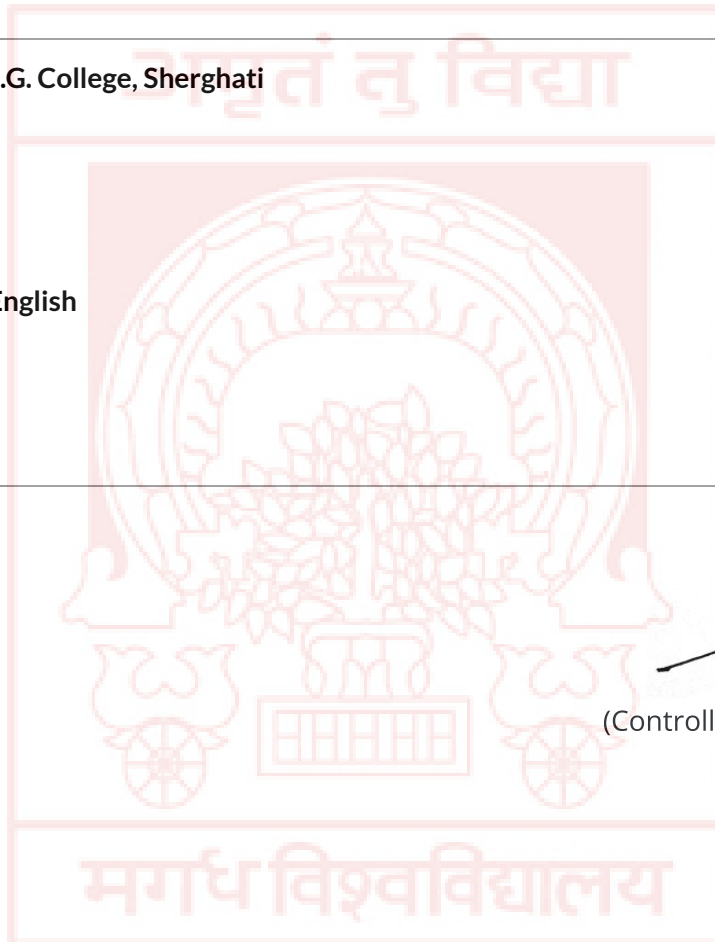 अमृतं तु विद्या
.G. College, Sherghati
English
(Controll
मगध विश्वविद्यालय